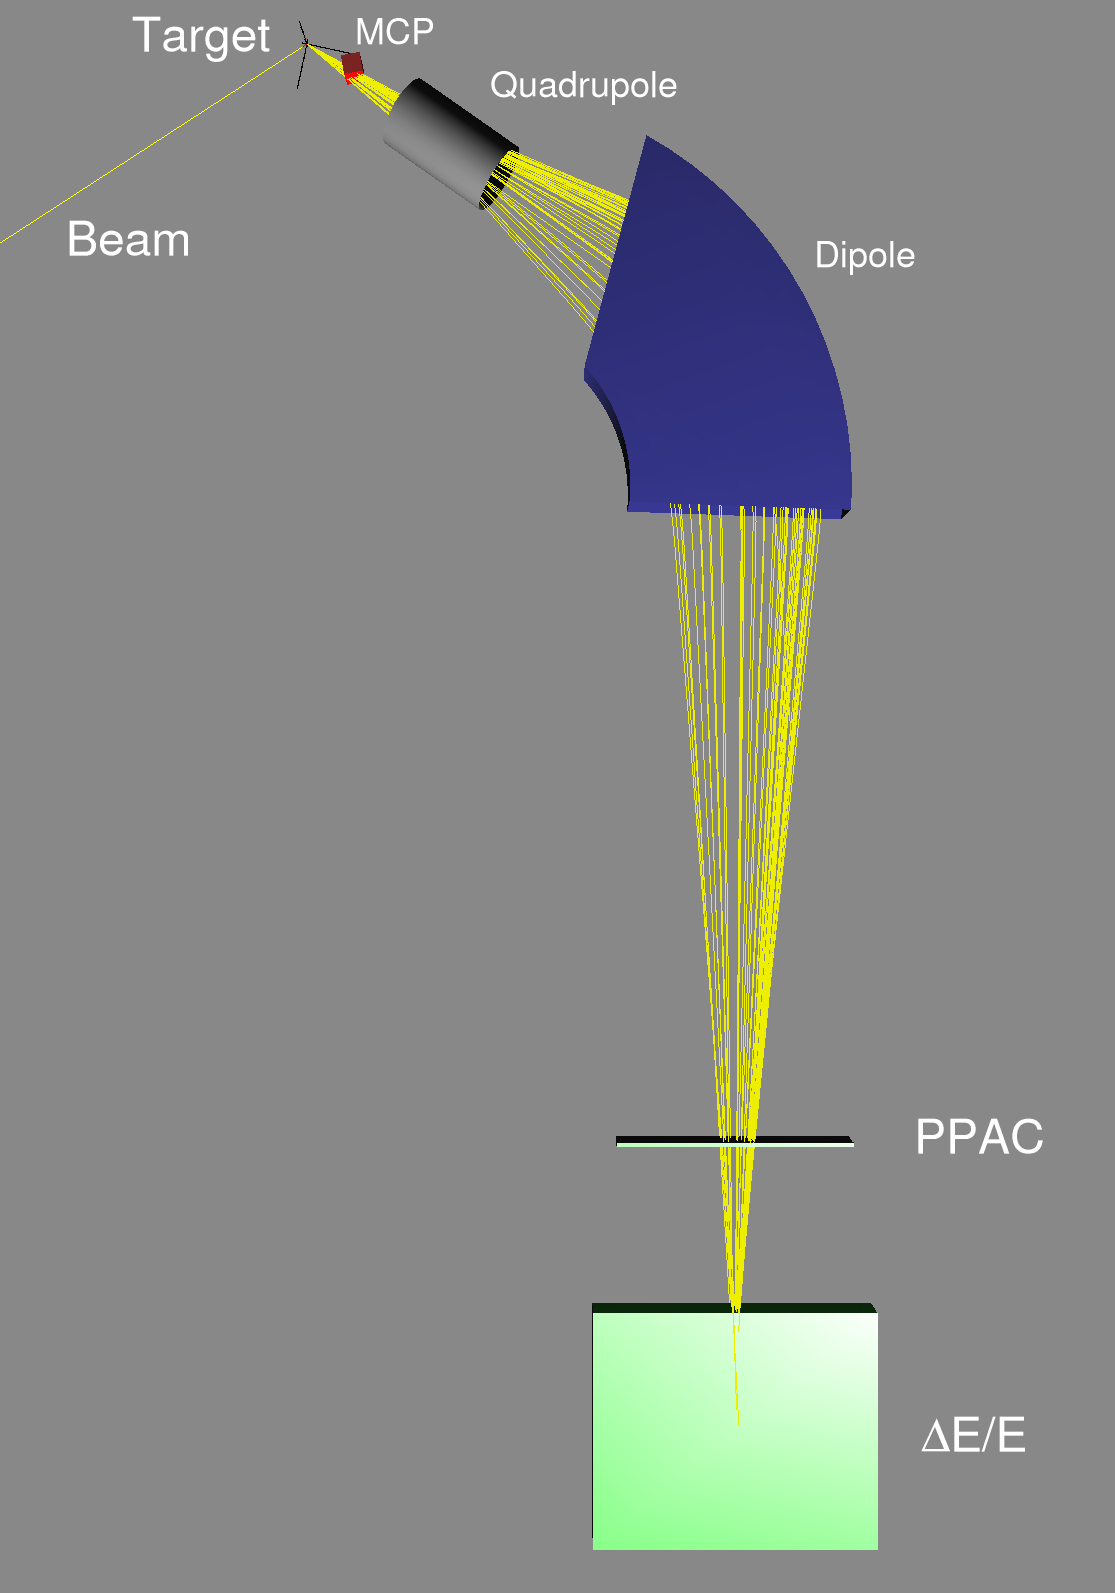 Target
MCP
Quadrupole
Beam
Dipole
PPAC
ΔE/E